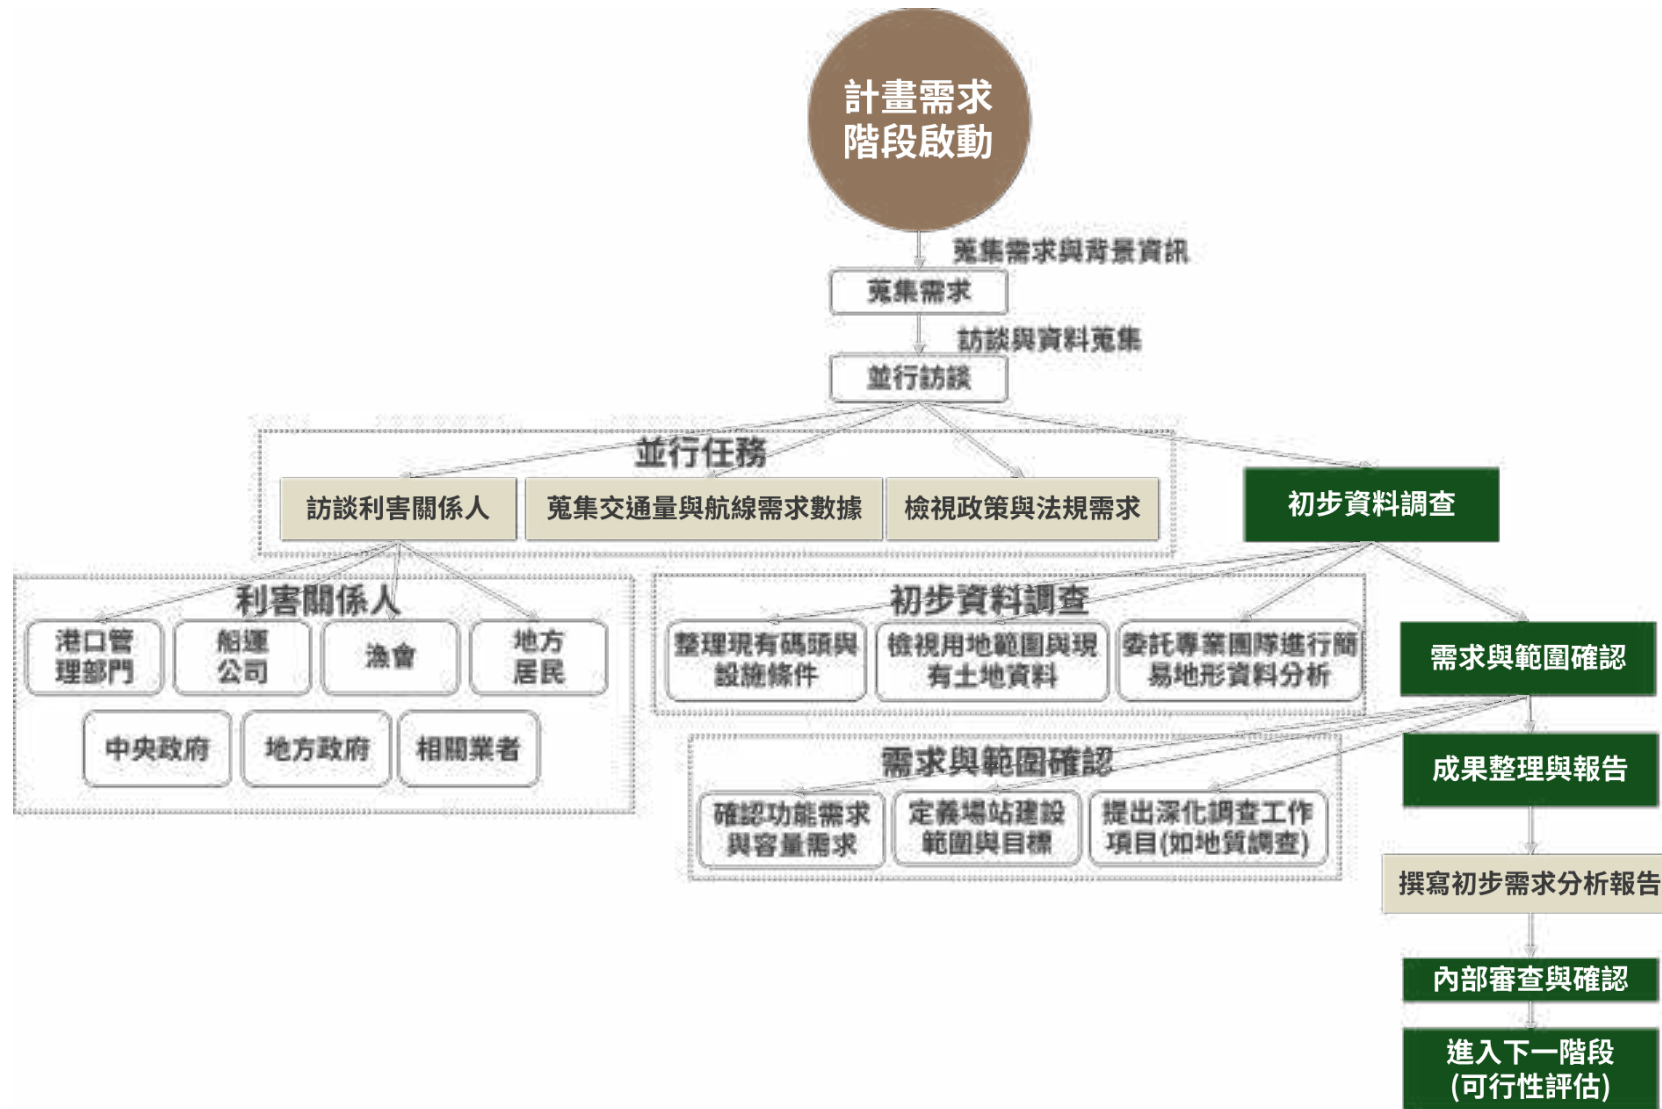 計畫需求
階段啟動
蒐集需求與背景資訊
蒐集需求
訪談與資料蒐集
並行訪談
並行任務
訪談利害關係人
蒐集交通量與航線需求數據
檢視政策與法規需求
初步資料調查
利害關係人
港口管
理部門
船運
公司
漁會
地方
居民
中央政府
地方政府
相關業者
初步資料調查
整理現有碼頭與
設施條件
檢視用地範圍與現
有土地資料
委託專業團隊進行簡
易地形資料分析
需求與範圍確認
需求與範圍確認
確認功能需求
與容量需求
定義場站建設
範圍與目標
提出深化調查工作
項目(如地質調查)
成果整理與報告
撰寫初步需求分析報告
內部審查與確認
進入下一階段
(可行性評估)